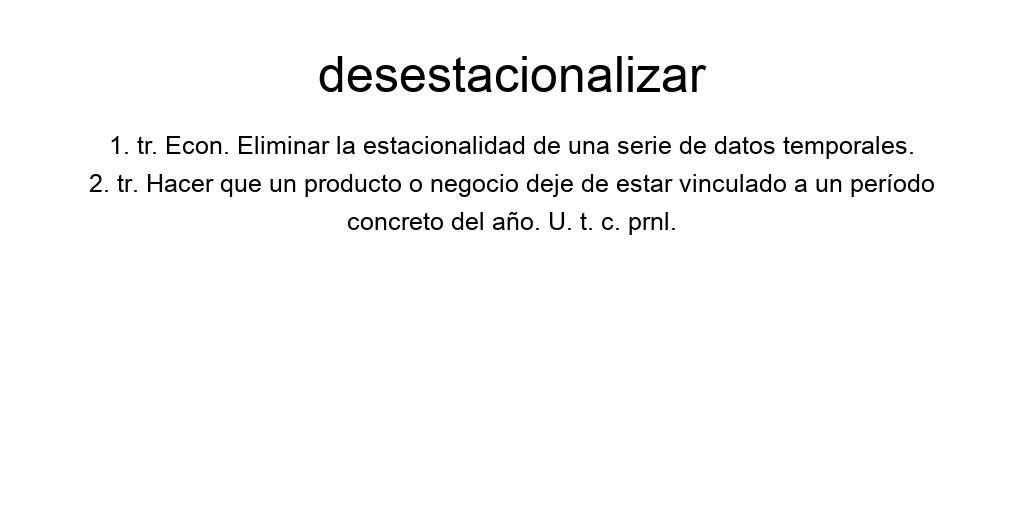 desestacionalizar
1. tr. Econ. Eliminar la estacionalidad de una serie de datos temporales.
2. tr. Hacer que un producto o negocio deje de estar vinculado a un período
concreto del año. U. t. c. prnl.